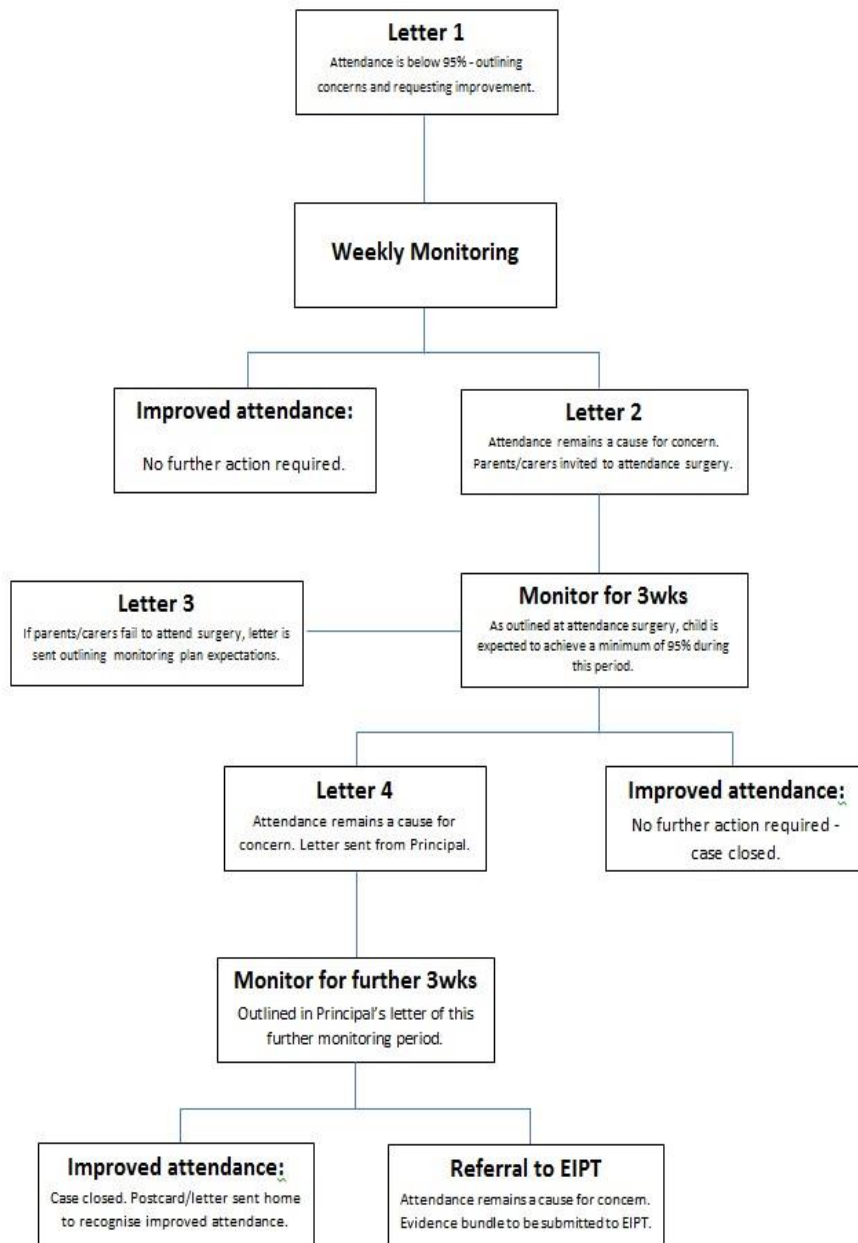 Letter 1
Attendance is below 95% - outlining
concerns and requesting improvement.
Weekly Monitoring
Improved attendance:
No further action required.
Letter 2
Attendance remains a cause for concern.
Parents/carers invited to attendance surgery.
Letter 3
If parents/carers fail to attend surgery, letter is
sent outlining monitoring plan expectations.
Monitor for 3wks
As outlined at attendance surgery, child is
expected to achieve a minimum of 95% during
this period.
Letter 4
Attendance remains a cause for
concern. Letter sent from Principal.
Improved attendance:
No further action required -
case closed.
Monitor for further 3wks
Outlined in Principal's letter of this
further monitoring period.
Improved attendance:
Case closed. Postcard/letter sent home
to recognise improved attendance.
Referral to EIPT
Attendance remains a cause for concern.
Evidence bundle to be submitted to EIPT.